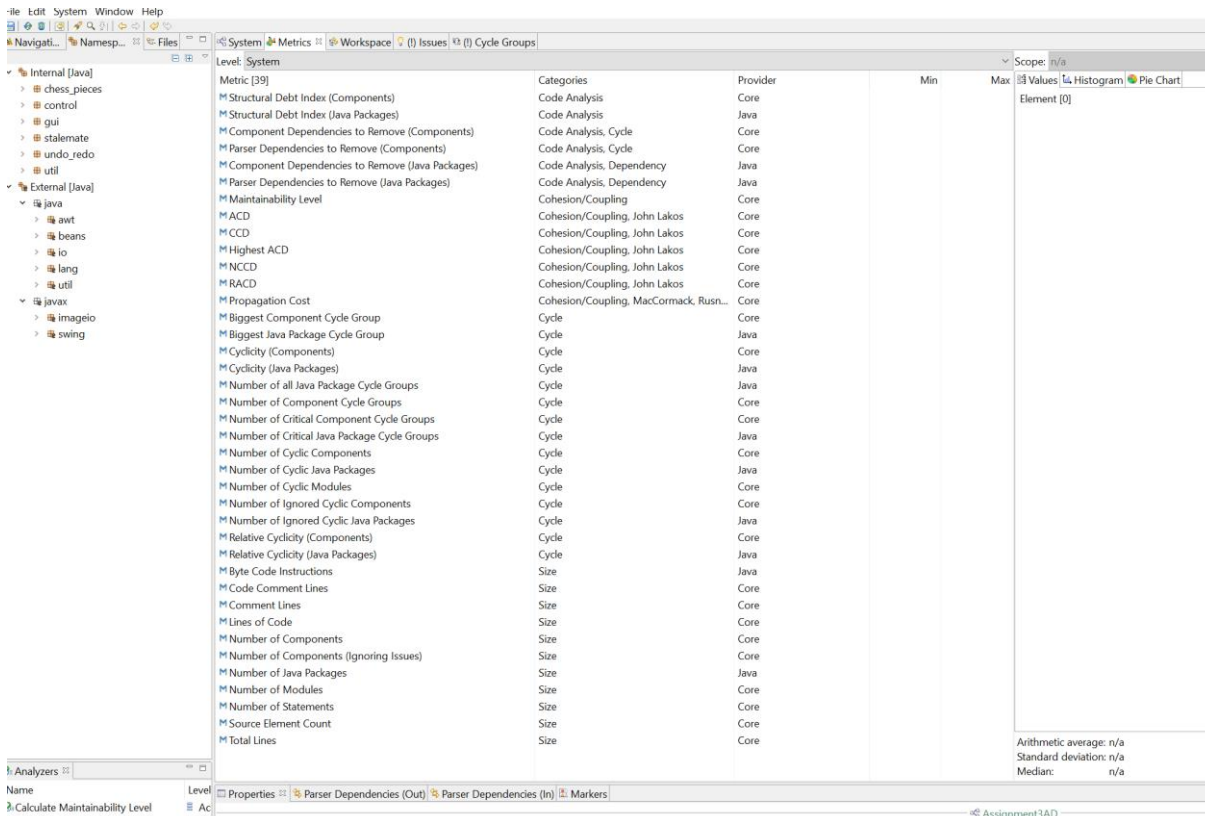 File Edit System Window Help
Navigati... Namesp... Files
System Metrics Workspace (!) Issues (!) Cycle Groups
Level: System
Scope: n/a
Internal [Java]
chess_pieces
control
gui
stalemate
undo_redo
util
External [Java]
java
awt
beans
io
lang
util
javax
imageio
swing
Metric [39] Categories Provider Min Max
Structural Debt Index (Components) Code Analysis Core
Structural Debt Index (Java Packages) Code Analysis Java
Component Dependencies to Remove (Components) Code Analysis, Cycle Core
Parser Dependencies to Remove (Components) Code Analysis, Cycle Core
Component Dependencies to Remove (Java Packages) Code Analysis, Dependency Java
Parser Dependencies to Remove (Java Packages) Code Analysis, Dependency Java
Maintainability Level Cohesion/Coupling Core
ACD Cohesion/Coupling, John Lakos Core
CCD Cohesion/Coupling, John Lakos Core
Highest ACD Cohesion/Coupling, John Lakos Core
NCCD Cohesion/Coupling, John Lakos Core
RACD Cohesion/Coupling, John Lakos Core
Propagation Cost Cohesion/Coupling, MacCormack, Rusn... Core
Biggest Component Cycle Group Cycle Core
Biggest Java Package Cycle Group Cycle Java
Cyclicity (Components) Cycle Core
Cyclicity (Java Packages) Cycle Java
Number of all Java Package Cycle Groups Cycle Java
Number of Component Cycle Groups Cycle Core
Number of Critical Component Cycle Groups Cycle Core
Number of Critical Java Package Cycle Groups Cycle Java
Number of Cyclic Components Cycle Core
Number of Cyclic Java Packages Cycle Java
Number of Cyclic Modules Cycle Core
Number of Ignored Cyclic Components Cycle Core
Number of Ignored Cyclic Java Packages Cycle Java
Relative Cyclicity (Components) Cycle Core
Relative Cyclicity (Java Packages) Cycle Java
Byte Code Instructions Size Java
Code Comment Lines Size Core
Comment Lines Size Core
Lines of Code Size Core
Number of Components Size Core
Number of Components (Ignoring Issues) Size Core
Number of Java Packages Size Java
Number of Modules Size Core
Number of Statements Size Core
Source Element Count Size Core
Total Lines Size Core
Values Histogram Pie Chart
Element [0]
Arithmetic average: n/a
Standard deviation: n/a
Median: n/a
Analyzers
Name Level
Calculate Maintainability Level Ac
Properties Parser Dependencies (Out) Parser Dependencies (In) Markers
Assignment3AD